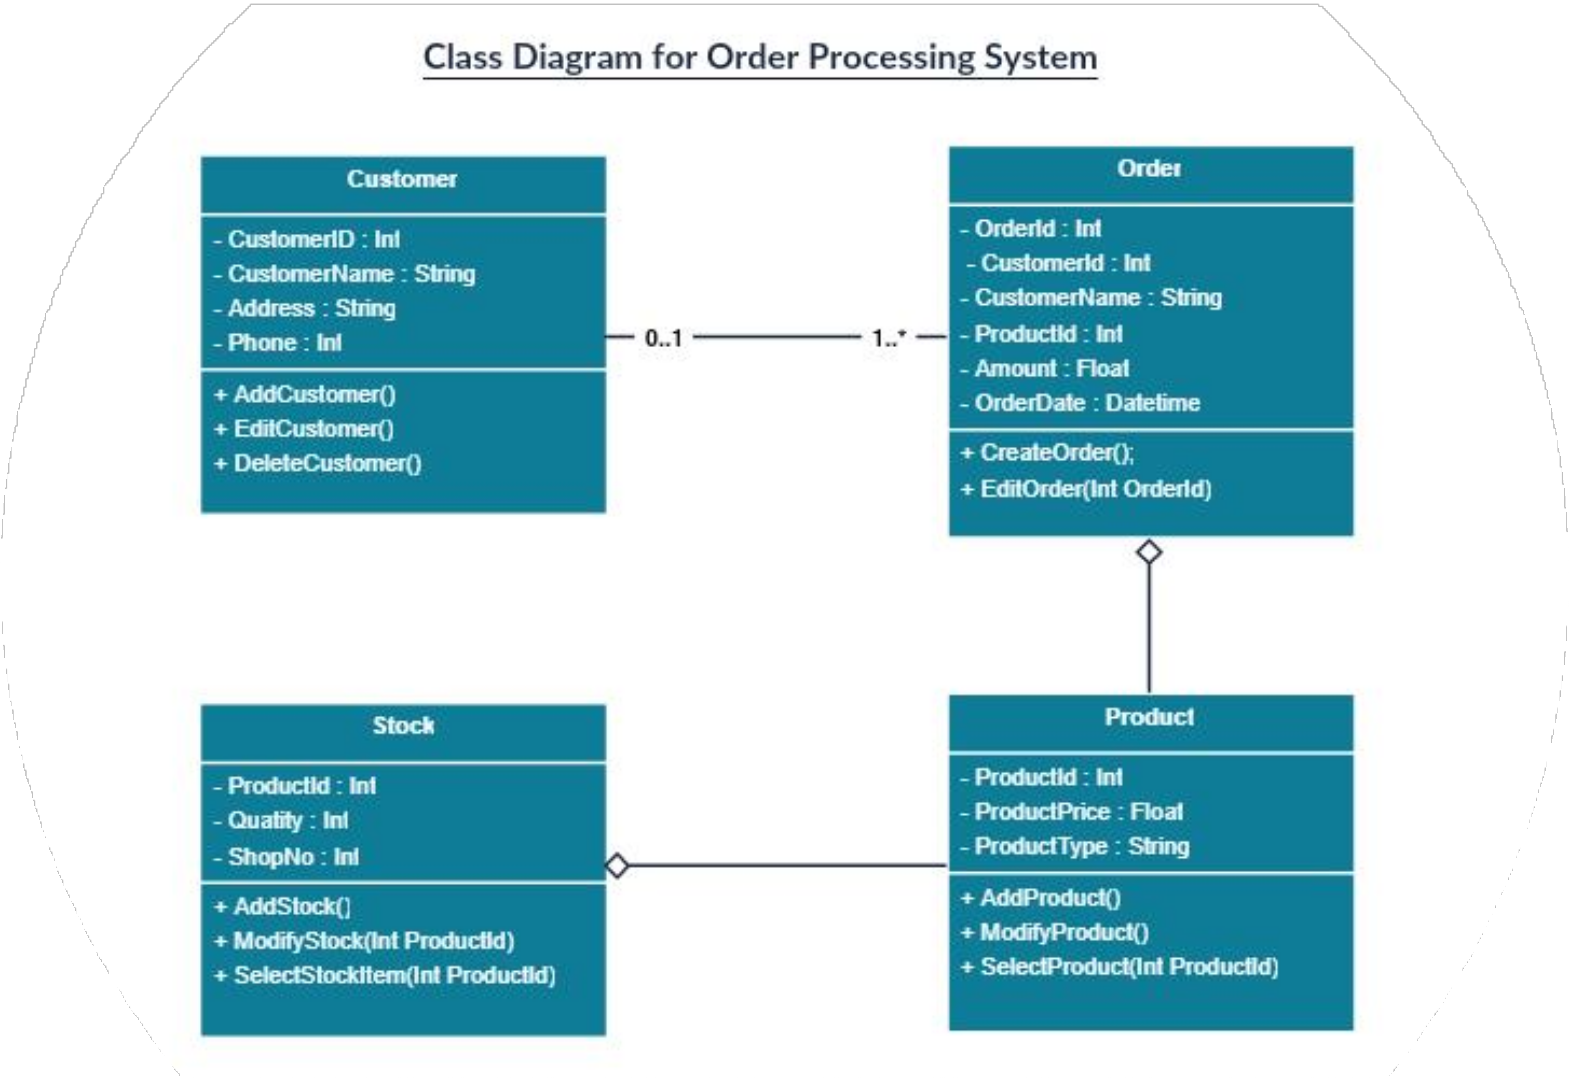 Class Diagram for Order Processing System
Customer
- CustomerID : Int
- CustomerName : String
- Address : String
- Phone : Int
+ AddCustomer()
+ EditCustomer()
+ DeleteCustomer()
0..1
1..*
Order
- OrderId : Int
- CustomerId : Int
- CustomerName : String
- ProductId : Int
- Amount : Float
- OrderDate : Datetime
+ CreateOrder();
+ EditOrder(Int OrderId)
Stock
- ProductId : Int
- Quatity : Int
- ShopNo : Int
+ AddStock()
+ ModifyStock(Int ProductId)
+ SelectStockItem(Int ProductId)
Product
- ProductId : Int
- ProductPrice : Float
- ProductType : String
+ AddProduct()
+ ModifyProduct()
+ SelectProduct(Int ProductId)